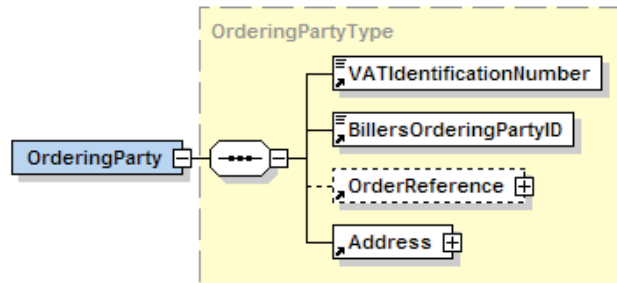 OrderingPartyType
VATIdentificationNumber
BillersOrderingPartyID
OrderingParty
OrderReference
Address